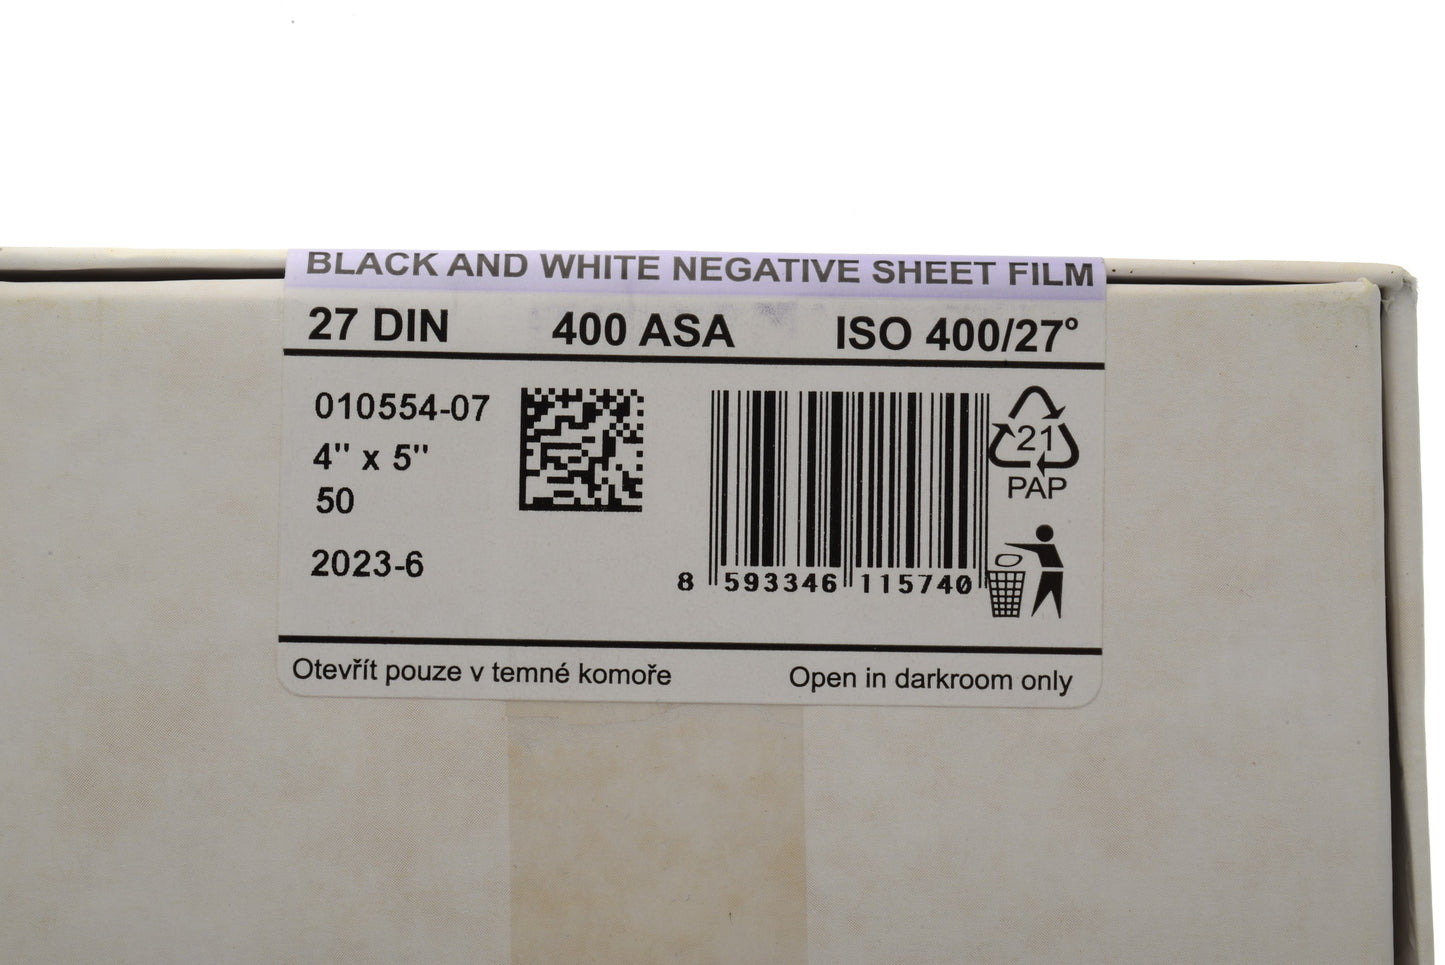 BLACK AND WHITE NEGATIVE SHEET FILM
27 DIN 400 ASA ISO 400/27°
010554-07
4" x 5"
50
2023-6
21
PAP
8 593346 115740
Otevřít pouze v temné komoře Open in darkroom only